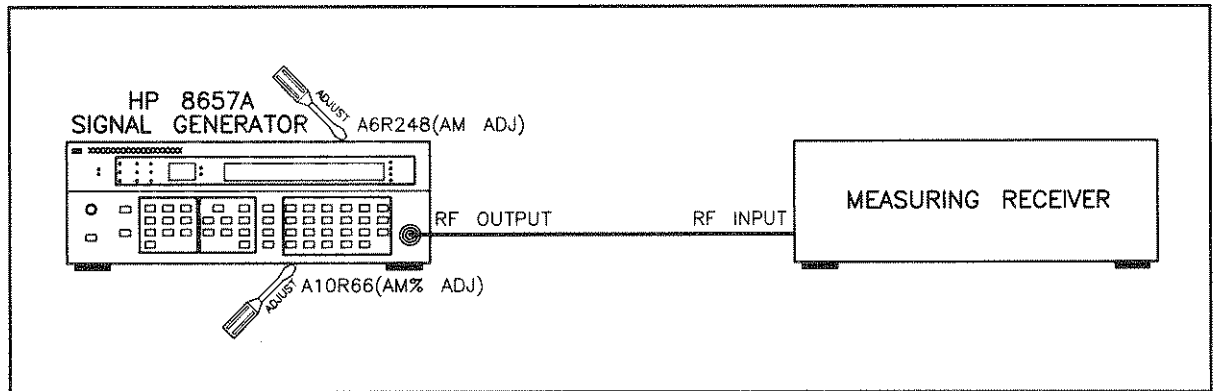 HP 8657A
SIGNAL GENERATOR
ADJUST
A6R248(AM ADJ)
RF OUTPUT
RF INPUT
MEASURING RECEIVER
ADJUST
A10R66(AM% ADJ)